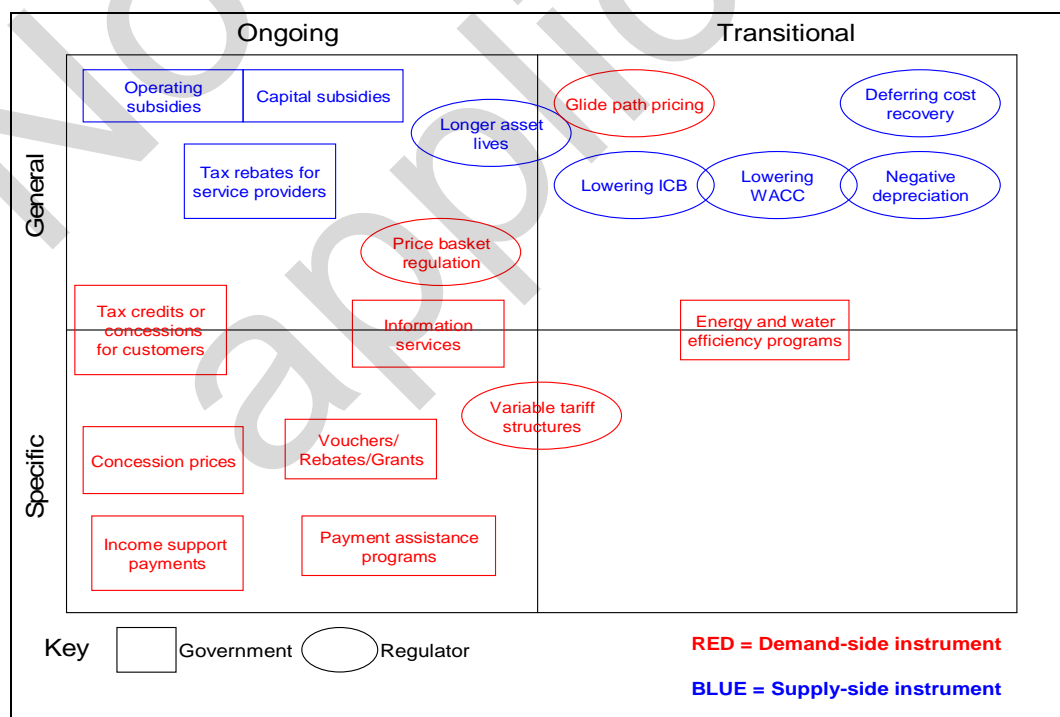 Ongoing
Transitional
General
Specific
Operating
subsidies
Capital subsidies
Longer asset
lives
Tax rebates for
service providers
Price basket
regulation
Glide path pricing
Deferring cost
recovery
Lowering ICB
Lowering
WACC
Negative
depreciation
Tax credits or
concessions
for customers
Information
services
Energy and water
efficiency programs
Variable tariff
structures
Concession prices
Vouchers/
Rebates/Grants
Income support
payments
Payment assistance
programs
Key
Government
Regulator
RED = Demand-side instrument
BLUE = Supply-side instrument